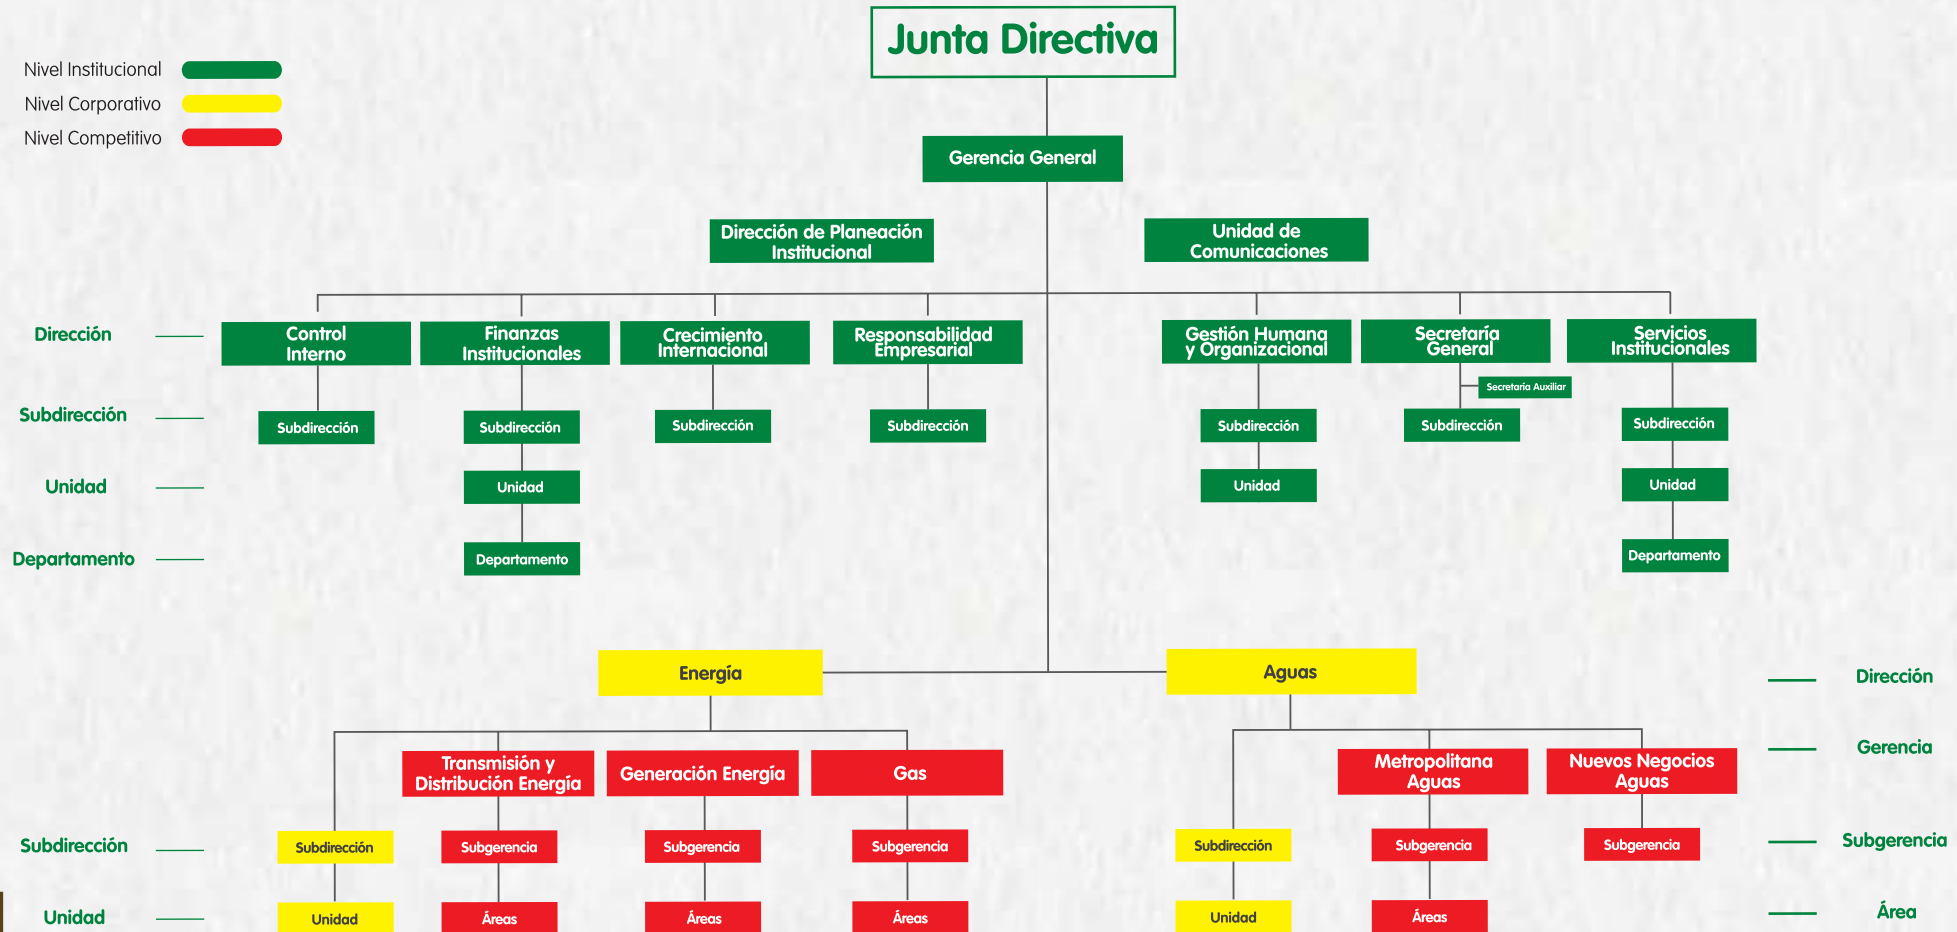 Junta Directiva
Nivel Institucional
Nivel Corporativo
Nivel Competitivo
Gerencia General
Dirección de Planeación
Institucional
Unidad de
Comunicaciones
Dirección
Control
Interno
Finanzas
Institucionales
Crecimiento
Internacional
Responsabilidad
Empresarial
Gestión Humana
y Organizacional
Secretaría
General
Servicios
Institucionales
Secretaría Auxiliar
Subdirección
Subdirección
Subdirección
Subdirección
Subdirección
Subdirección
Subdirección
Subdirección
Unidad
Unidad
Unidad
Unidad
Departamento
Departamento
Departamento
Energía
Aguas
Dirección
Transmisión y
Distribución Energía
Generación Energía
Gas
Metropolitana
Aguas
Nuevos Negocios
Aguas
Gerencia
Subdirección
Subdirección
Subgerencia
Subgerencia
Subgerencia
Subdirección
Subgerencia
Subgerencia
Subgerencia
Unidad
Unidad
Áreas
Áreas
Áreas
Unidad
Áreas
Área